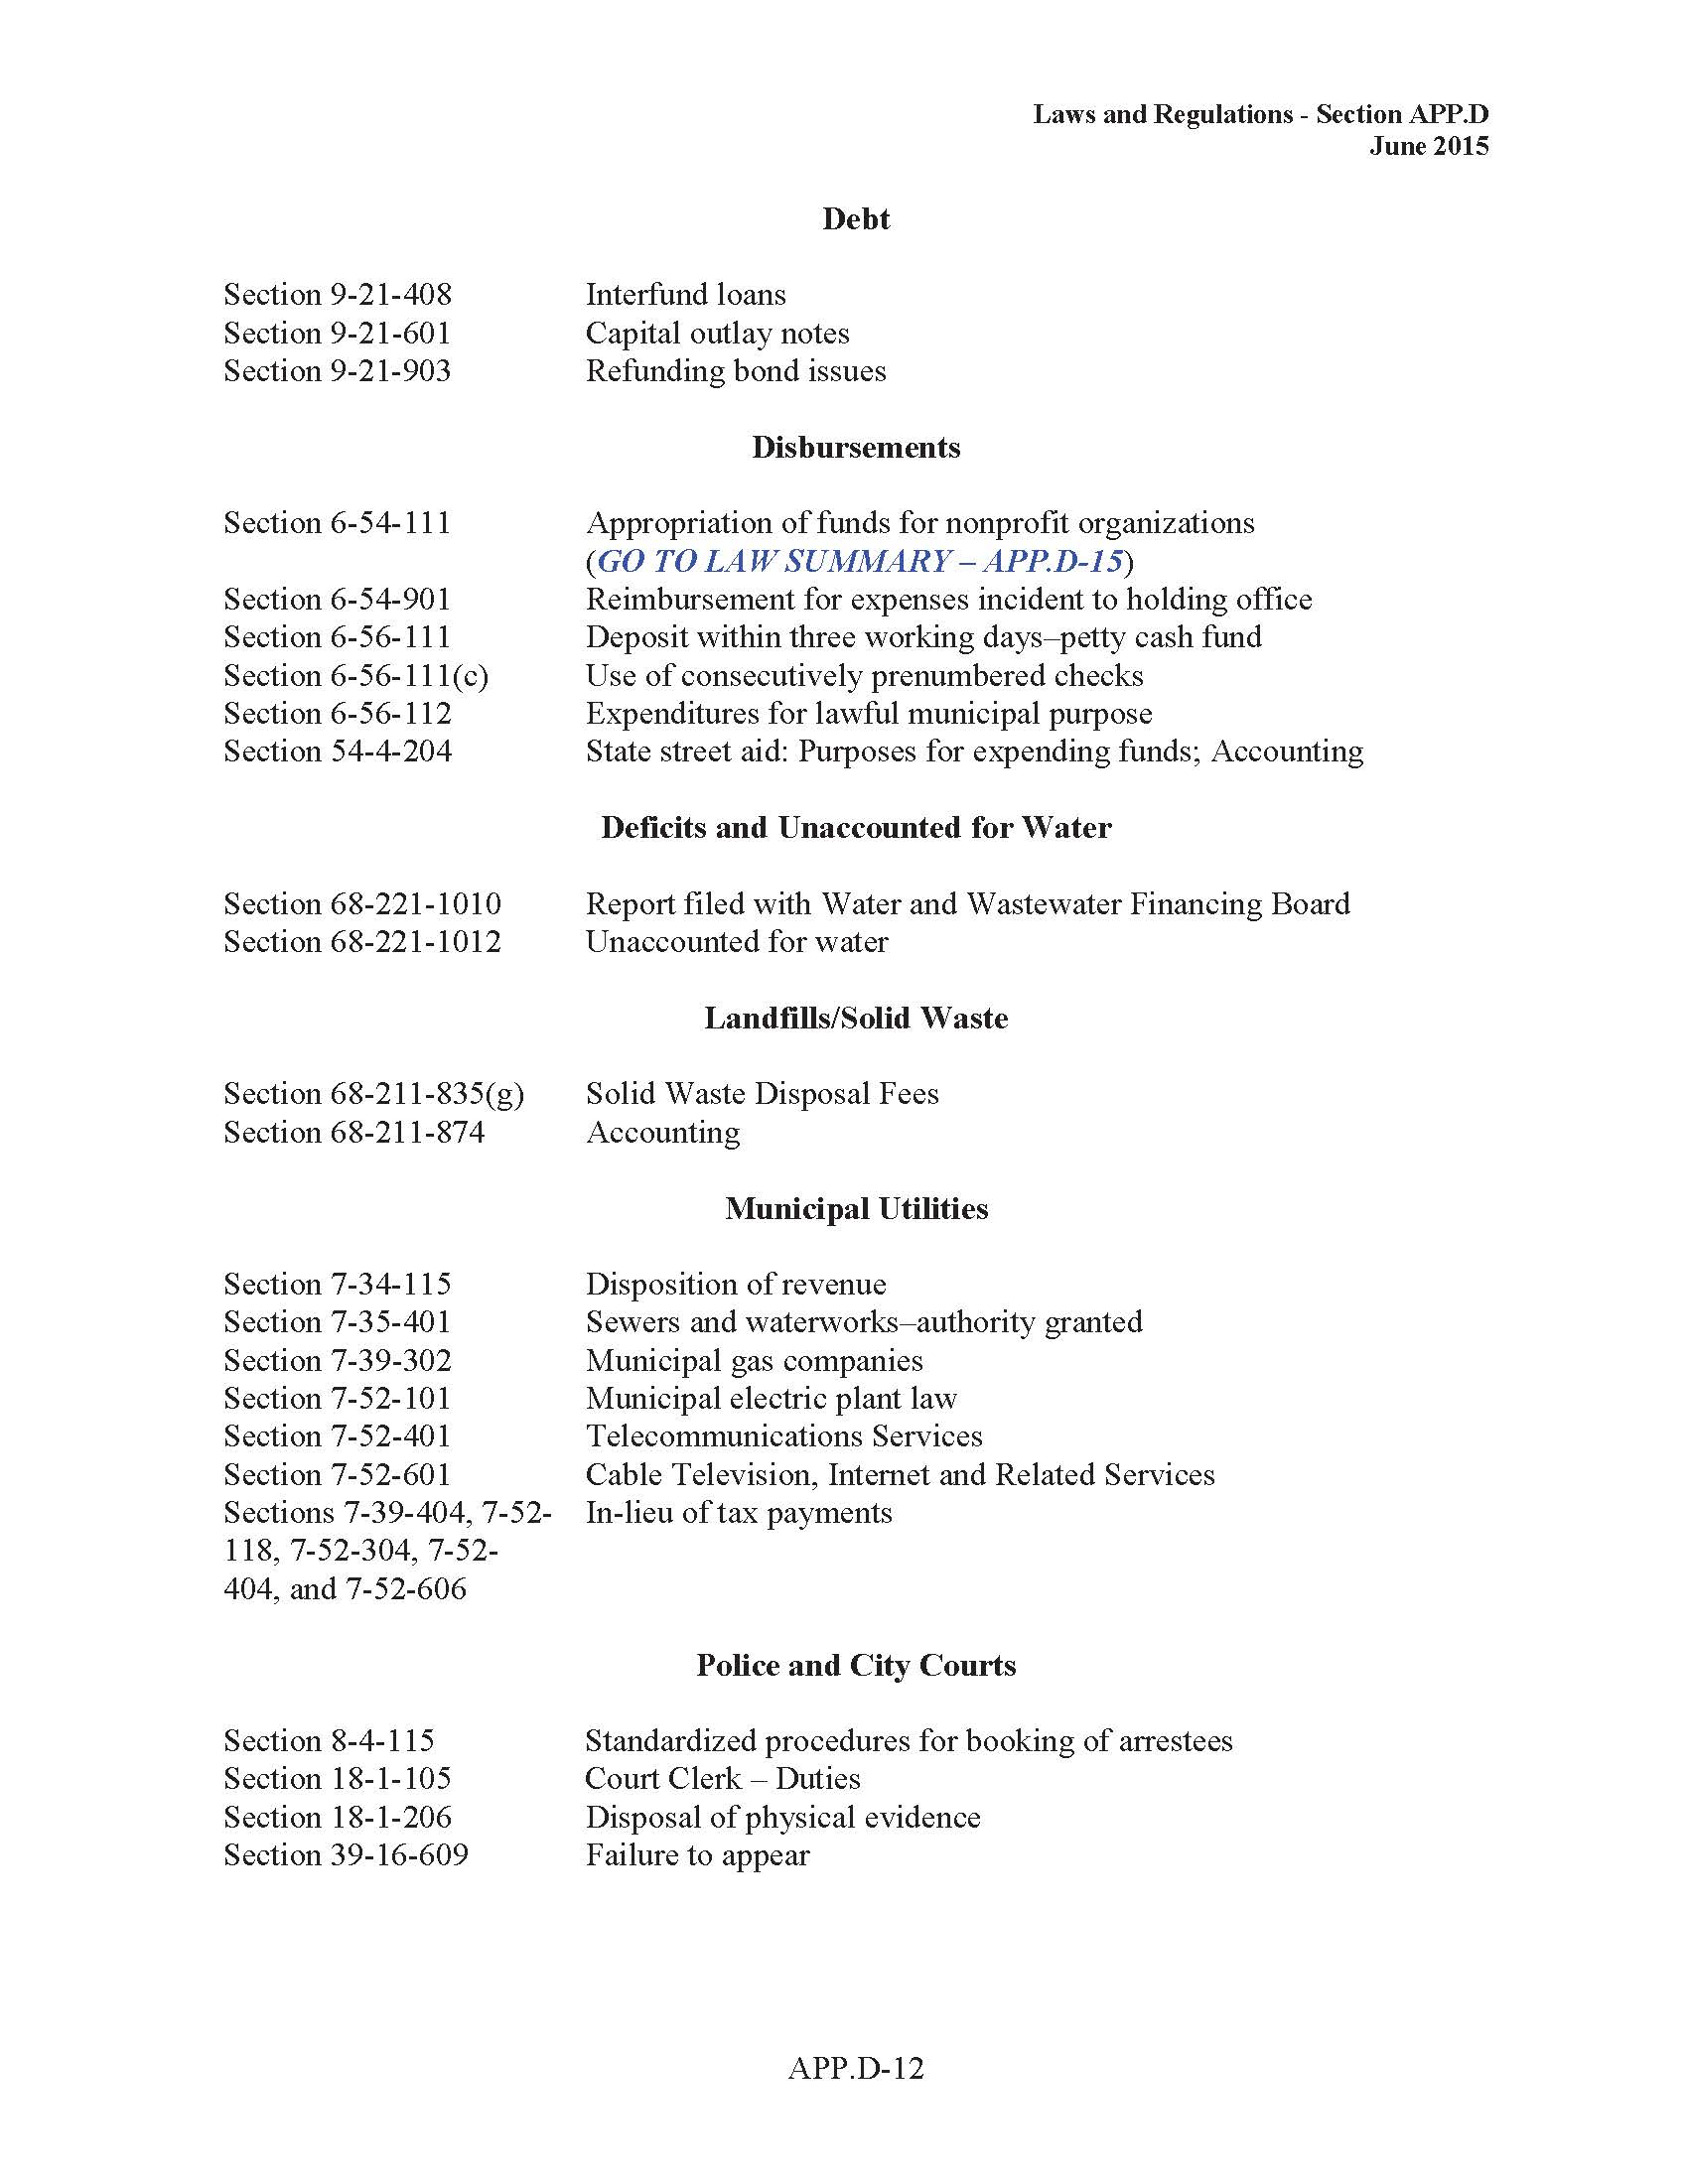 Laws and Regulations - Section APP.D
June 2015
Debt
Section 9-21-408 Interfund loans
Section 9-21-601 Capital outlay notes
Section 9-21-903 Refunding bond issues
Disbursements
Section 6-54-111 Appropriation of funds for nonprofit organizations
(GO TO LAW SUMMARY – APP.D-15)
Section 6-54-901 Reimbursement for expenses incident to holding office
Section 6-56-111 Deposit within three working days–petty cash fund
Section 6-56-111(c) Use of consecutively prenumbered checks
Section 6-56-112 Expenditures for lawful municipal purpose
Section 54-4-204 State street aid: Purposes for expending funds; Accounting
Deficits and Unaccounted for Water
Section 68-221-1010 Report filed with Water and Wastewater Financing Board
Section 68-221-1012 Unaccounted for water
Landfills/Solid Waste
Section 68-211-835(g) Solid Waste Disposal Fees
Section 68-211-874 Accounting
Municipal Utilities
Section 7-34-115 Disposition of revenue
Section 7-35-401 Sewers and waterworks–authority granted
Section 7-39-302 Municipal gas companies
Section 7-52-101 Municipal electric plant law
Section 7-52-401 Telecommunications Services
Section 7-52-601 Cable Television, Internet and Related Services
Sections 7-39-404, 7-52- In-lieu of tax payments
118, 7-52-304, 7-52-
404, and 7-52-606
Police and City Courts
Section 8-4-115 Standardized procedures for booking of arrestees
Section 18-1-105 Court Clerk – Duties
Section 18-1-206 Disposal of physical evidence
Section 39-16-609 Failure to appear
APP.D-12